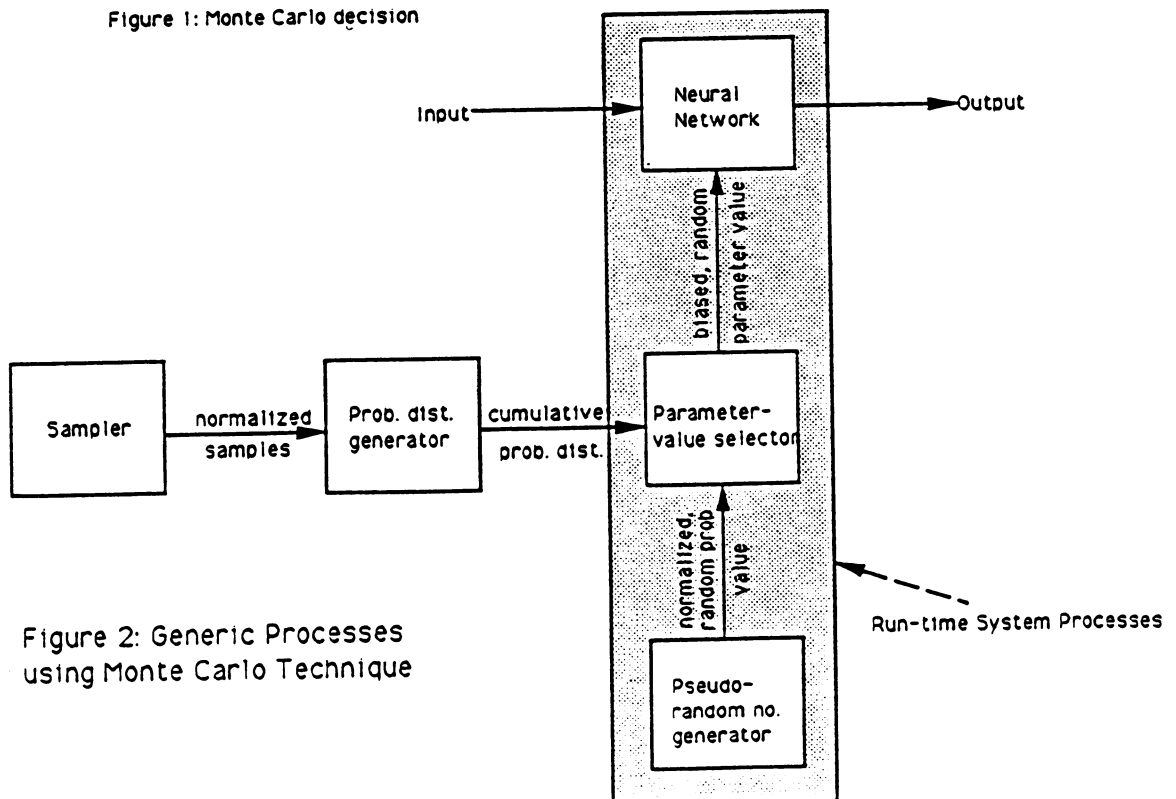 Figure 1: Monte Carlo decision
Neural
Network
Input
Output
biased, random
parameter value
Sampler
normalized
samples
Prob. dist.
generator
cumulative
prob. dist.
Parameter-
value selector
normalized,
random prob
value
Run-time System Processes
Figure 2: Generic Processes
using Monte Carlo Technique
Pseudo-
random no.
generator